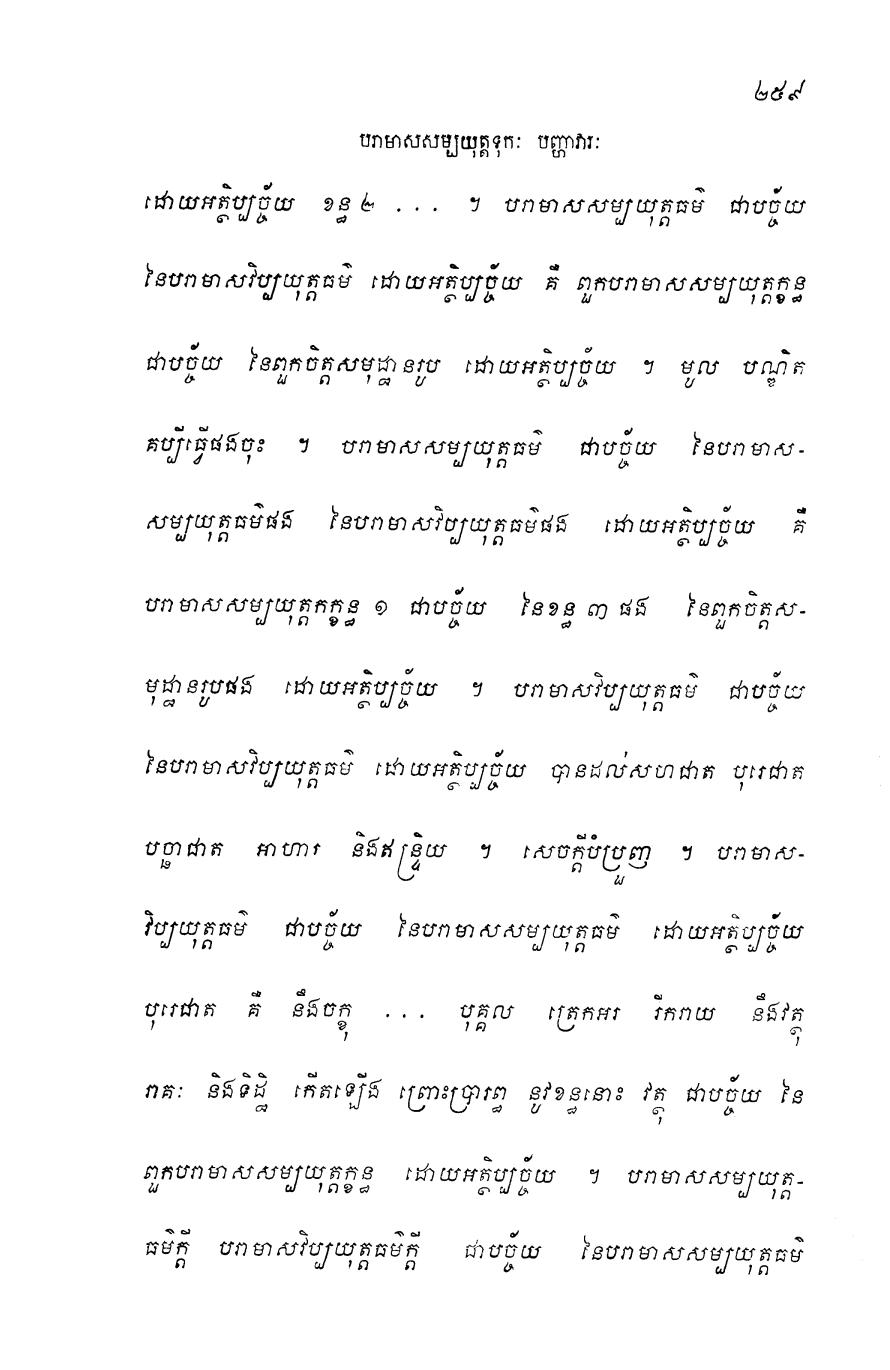 ២៥៩
បរាមាសសម្បយុត្តទុកៈ បញ្ហាវារៈ
ដោយអត្ថិប្បច្ច័យ ខន្ធ ២ ... ។ បរាមាសសម្បយុត្តធម៌ ជាបច្ច័យ
នៃបរាមាសវិប្បយុត្តធម៌ ដោយអត្ថិប្បច្ច័យ គឺ ពួកបរាមាសសម្បយុត្តក្ខន្ធ
ជាបច្ច័យ នៃពួកចិត្តសមុដ្ឋានរូប ដោយអត្ថិប្បច្ច័យ ។ មូល បណ្ឌិត
គប្បីធ្វើផងចុះ ។ បរាមាសសម្បយុត្តធម៌ ជាបច្ច័យ នៃបរាមាស-
សម្បយុត្តធម៌ផង នៃបរាមាសវិប្បយុត្តធម៌ផង ដោយអត្ថិប្បច្ច័យ គឺ
បរាមាសសម្បយុត្តកក្ខន្ធ ១ ជាបច្ច័យ នៃខន្ធ ៣ ផង នៃពួកចិត្តស-
មុដ្ឋានរូបផង ដោយអត្ថិប្បច្ច័យ ។ បរាមាសវិប្បយុត្តធម៌ ជាបច្ច័យ
នៃបរាមាសវិប្បយុត្តធម៌ ដោយអត្ថិប្បច្ច័យ បានដល់សហជាត បុរេជាត
បច្ឆាជាត អាហារ និងឥន្ទ្រិយ ។ សេចក្តីបំប្រួញ ។ បរាមាស-
វិប្បយុត្តធម៌ ជាបច្ច័យ នៃបរាមាសសម្បយុត្តធម៌ ដោយអត្ថិប្បច្ច័យ
បុរេជាត គឺ នឹងចក្ខុ ... បុគ្គល ត្រេកអរ រីករាយ នឹងវត្ថុ
រាគៈ និងទិដ្ឋិ កើតឡើង ព្រោះប្រារព្ធ នូវខន្ធនោះ វត្ថុ ជាបច្ច័យ នៃ
ពួកបរាមាសសម្បយុត្តក្ខន្ធ ដោយអត្ថិប្បច្ច័យ ។ បរាមាសសម្បយុត្ត-
ធម៌ក្តី បរាមាសវិប្បយុត្តធម៌ក្តី ជាបច្ច័យ នៃបរាមាសសម្បយុត្តធម៌